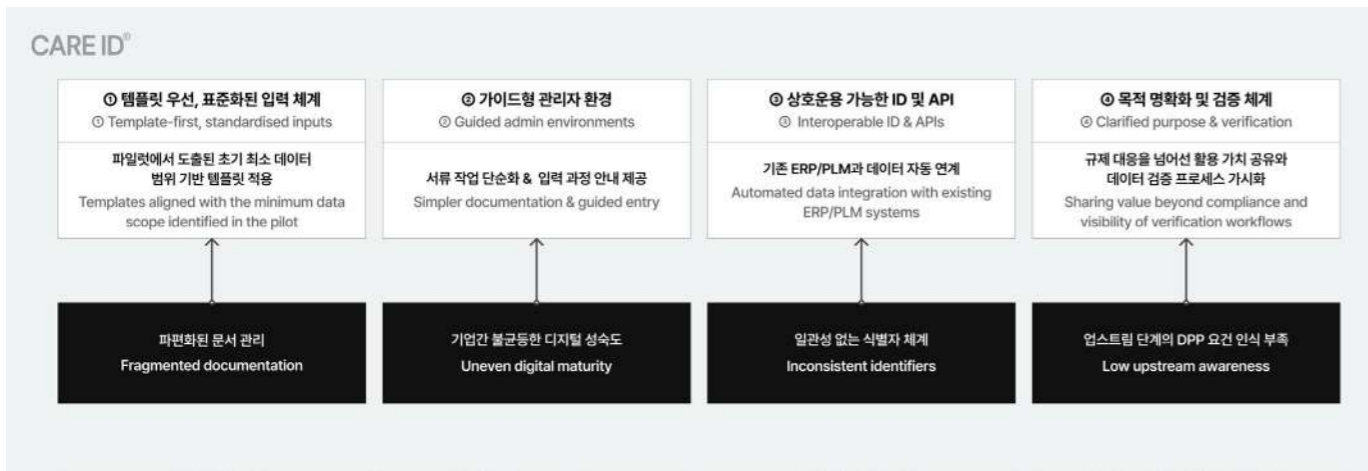 CARE ID®
① 템플릿 우선, 표준화된 입력 체계
① Template-first, standardised inputs
파일럿에서 도출된 초기 최소 데이터
범위 기반 템플릿 적용
Templates aligned with the minimum data
scope identified in the pilot
파편화된 문서 관리
Fragmented documentation
② 가이드형 관리자 환경
② Guided admin environments
서류 작업 단순화 & 입력 과정 안내 제공
Simpler documentation & guided entry
기업간 불균등한 디지털 성숙도
Uneven digital maturity
③ 상호운용 가능한 ID 및 API
③ Interoperable ID & APIs
기존 ERP/PLM과 데이터 자동 연계
Automated data integration with existing
ERP/PLM systems
일관성 없는 식별자 체계
Inconsistent identifiers
④ 목적 명확화 및 검증 체계
④ Clarified purpose & verification
규제 대응을 넘어선 활용 가치 공유와
데이터 검증 프로세스 가시화
Sharing value beyond compliance and
visibility of verification workflows
업스트림 단계의 DPP 요건 인식 부족
Low upstream awareness